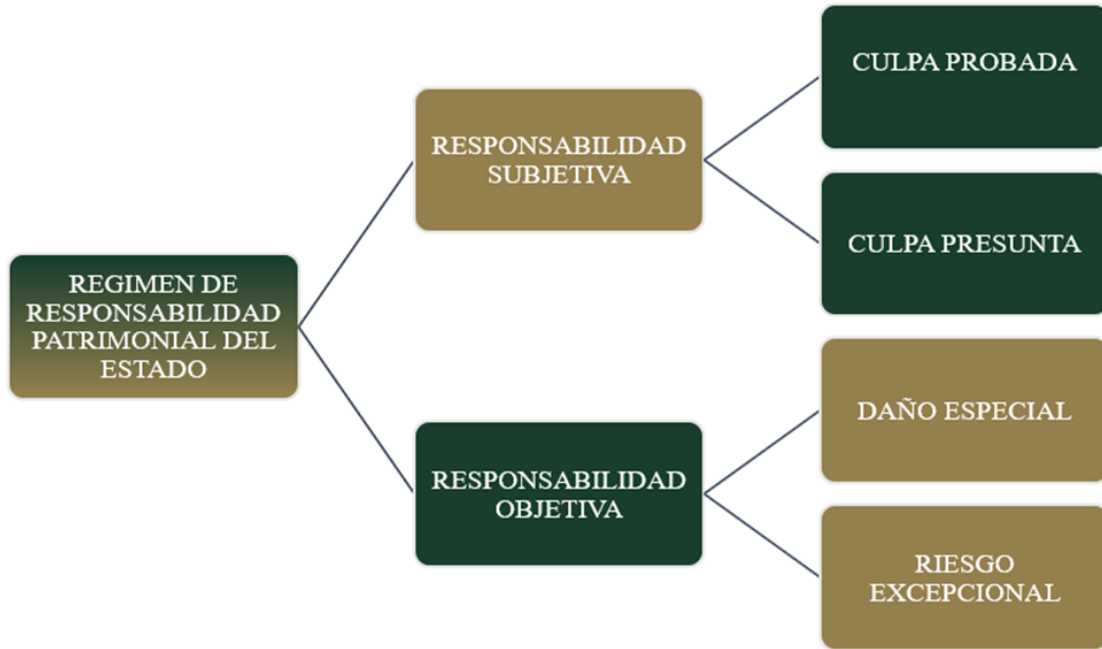 REGIMEN DE
RESPONSABILIDAD
PATRIMONIAL DEL
ESTADO
RESPONSABILIDAD
SUBJETIVA
CULPA PROBADA
CULPA PRESUNTA
RESPONSABILIDAD
OBJETIVA
DAÑO ESPECIAL
RIESGO
EXCEPCIONAL